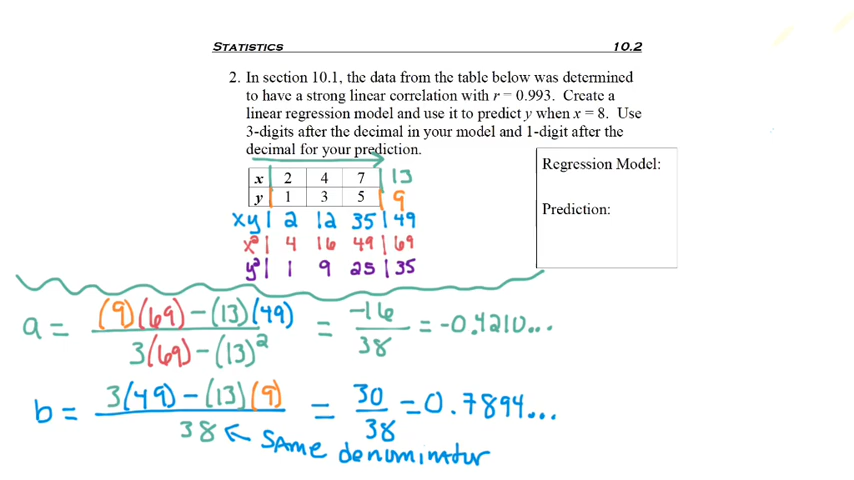 STATISTICS 10.2
2. In section 10.1, the data from the table below was determined
to have a strong linear correlation with r = 0.993. Create a
linear regression model and use it to predict y when x = 8. Use
3-digits after the decimal in your model and 1-digit after the
decimal for your prediction.
Regression Model:
Prediction:
x 2 4 7 | 13
y 1 3 5 | 9
xy | 2 12 35 | 49
x² | 4 16 49 | 69
y² | 1 9 25 | 35
a = (9)(69) - (13)(49) / 3(69) - (13)² = -16/38 = -0.4210...
b = 3(49) - (13)(9) / 38 = 30/38 = 0.7894...
← SAME denominator